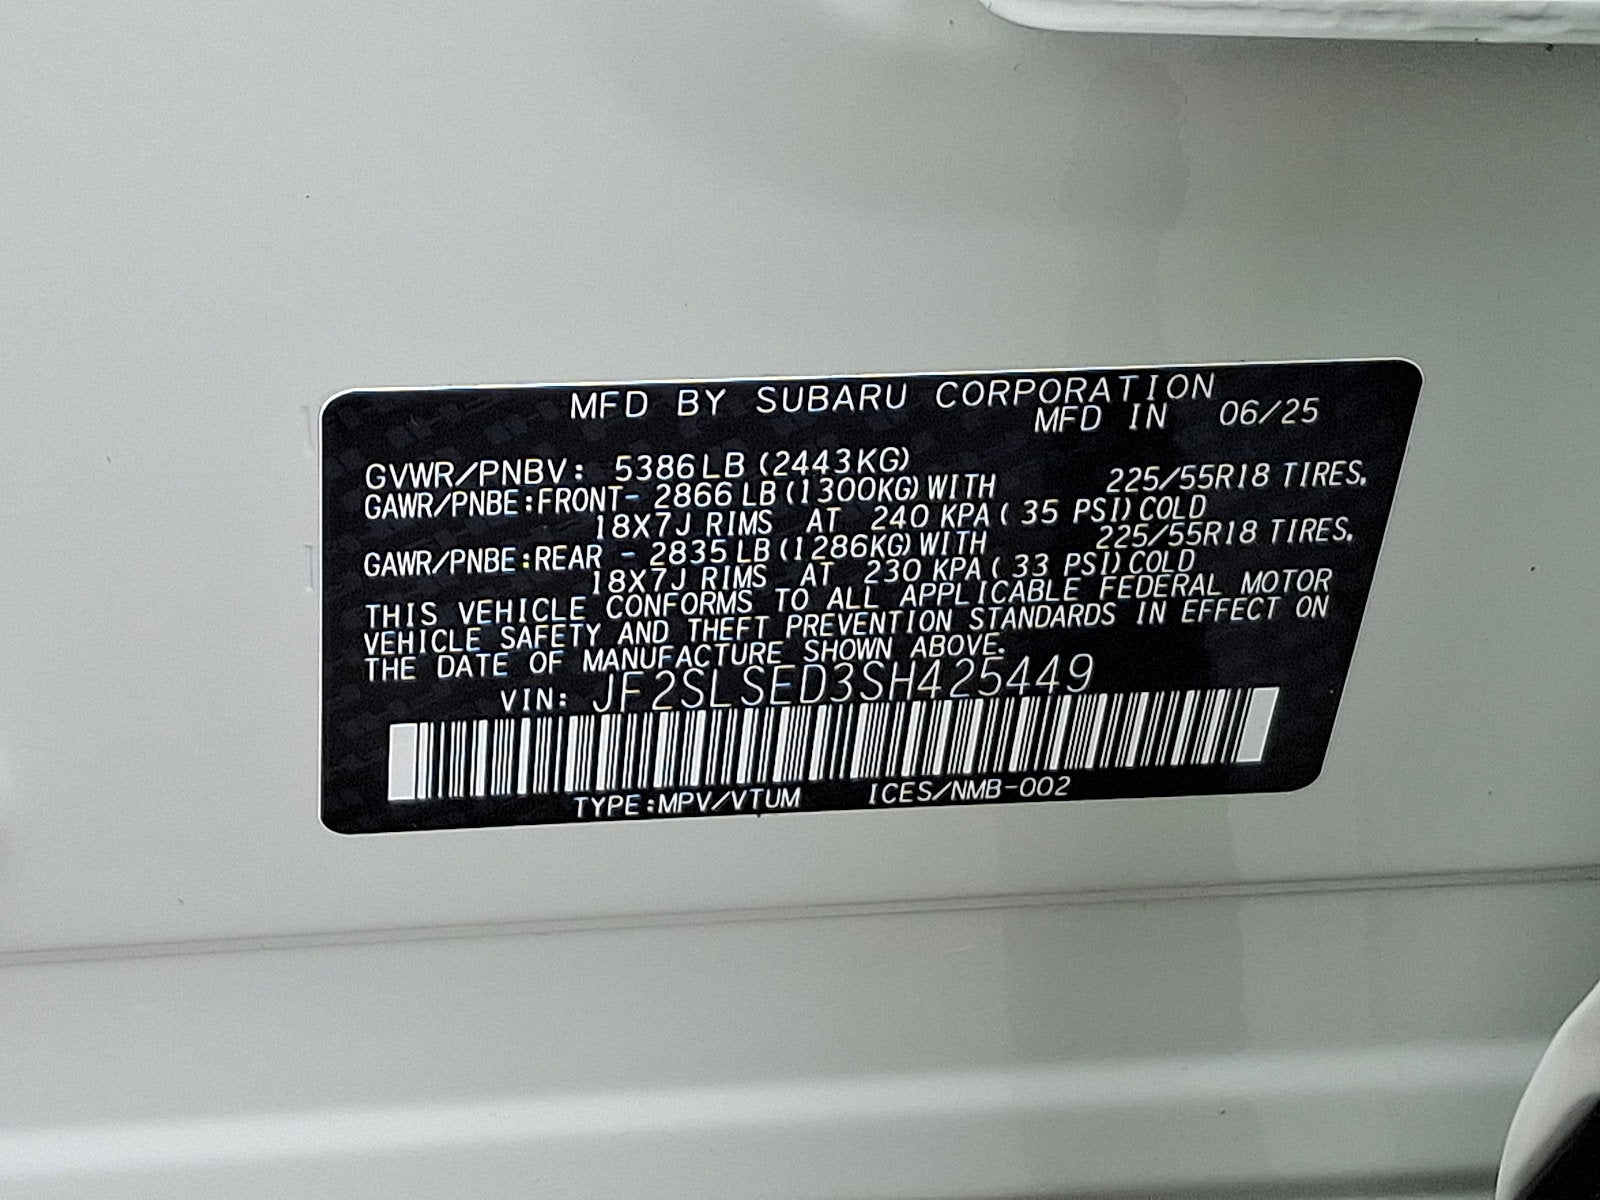 MFD BY SUBARU CORPORATION
MFD IN 06/25
GVWR/PNBV: 5386LB (2443KG)
GAWR/PNBE:FRONT- 2866 LB (1300KG) WITH 225/55R18 TIRES.
18X7J RIMS AT 240 KPA ( 35 PSI) COLD
GAWR/PNBE:REAR - 2835 LB (1286KG) WITH 225/55R18 TIRES.
18X7J RIMS AT 230 KPA ( 33 PSI) COLD
THIS VEHICLE CONFORMS TO ALL APPLICABLE FEDERAL MOTOR
VEHICLE SAFETY AND THEFT PREVENTION STANDARDS IN EFFECT ON
THE DATE OF MANUFACTURE SHOWN ABOVE.
VIN: JF2SLSED3SH425449
TYPE:MPV/VTUM ICES/NMB-002